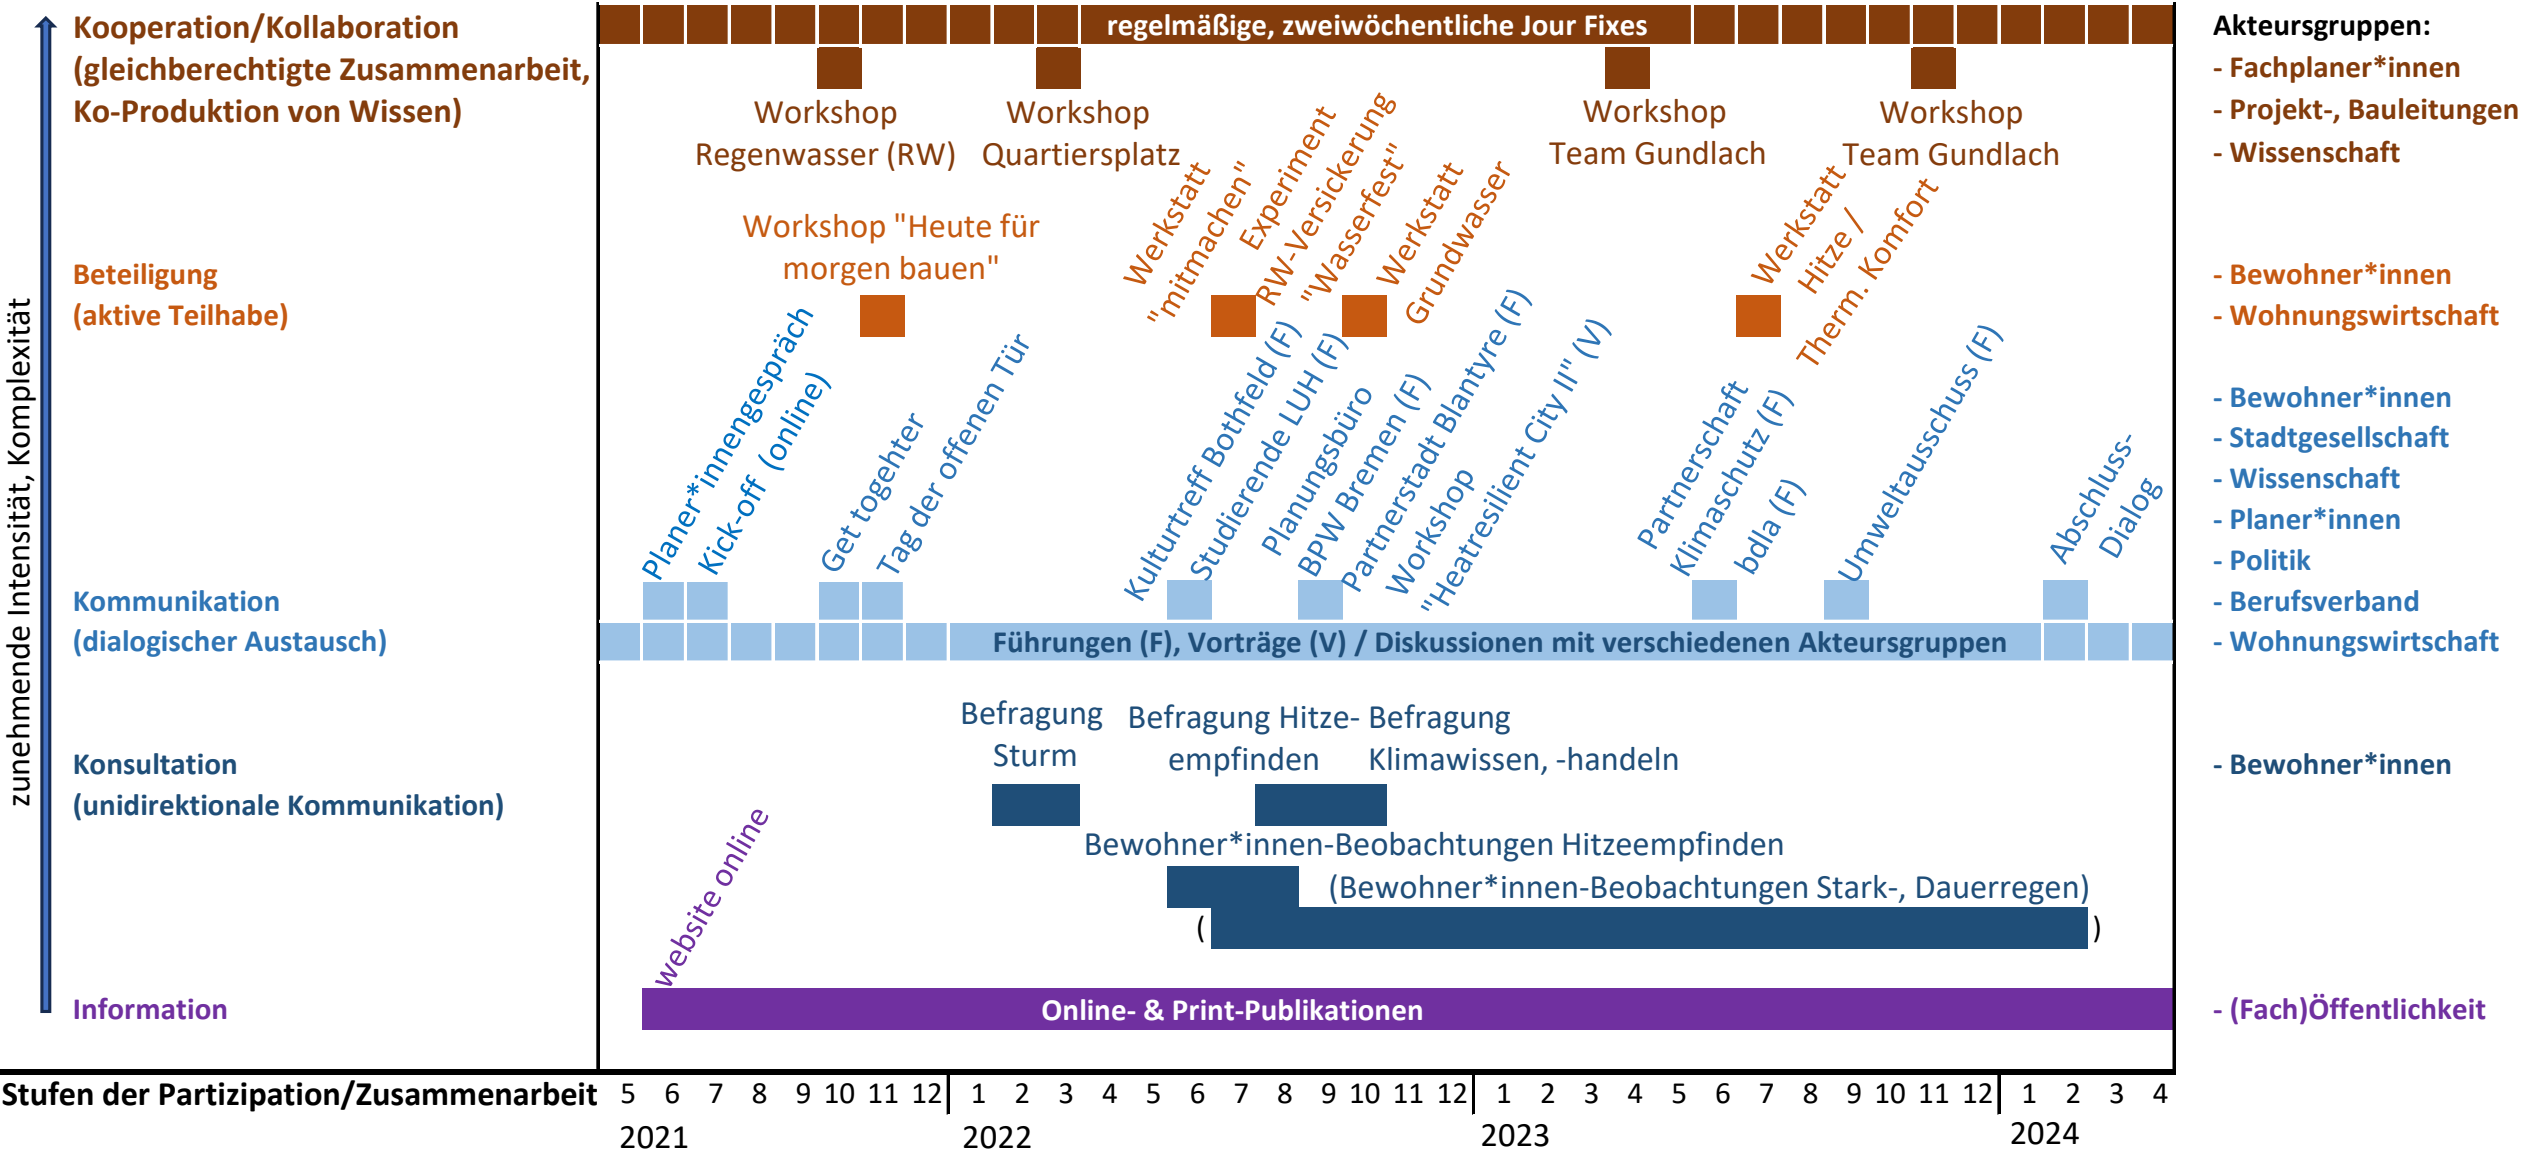 zunehmende Intensität, Komplexität
Kooperation/Kollaboration
(gleichberechtigte Zusammenarbeit,
Ko-Produktion von Wissen)
regelmäßige, zweiwöchentliche Jour Fixes
Workshop
Regenwasser (RW)
Workshop
Quartiersplatz
Workshop
Team Gundlach
Workshop
Team Gundlach
Akteursgruppen:
- Fachplaner*innen
- Projekt-, Bauleitungen
- Wissenschaft
Beteiligung
(aktive Teilhabe)
Workshop "Heute für
morgen bauen"
Werkstatt
"mitmachen"
Experiment
RW-Versickerung
"Wasserfest"
Werkstatt
Grundwasser
Werkstatt
Hitze /
Therm. Komfort
- Bewohner*innen
- Wohnungswirtschaft
Kommunikation
(dialogischer Austausch)
Planer*innengespräch
Kick-off (online)
Get togehter
Tag der offenen Tür
Kulturtreff Bothfeld (F)
Studierende LUH (F)
Planungsbüro
BPW Bremen (F)
Partnerstadt Blantyre (F)
Workshop
"Heatresilient City II" (V)
Partnerschaft
Klimaschutz (F)
bdla (F)
Umweltausschuss (F)
Abschluss-
Dialog
Führungen (F), Vorträge (V) / Diskussionen mit verschiedenen Akteursgruppen
- Bewohner*innen
- Stadtgesellschaft
- Wissenschaft
- Planer*innen
- Politik
- Berufsverband
- Wohnungswirtschaft
Konsultation
(unidirektionale Kommunikation)
Befragung
Sturm
Befragung Hitze-
empfinden
Befragung
Klimawissen, -handeln
Bewohner*innen-Beobachtungen Hitzeempfinden
(Bewohner*innen-Beobachtungen Stark-, Dauerregen)
( )
- Bewohner*innen
Information
website online
Online- & Print-Publikationen
- (Fach)Öffentlichkeit
Stufen der Partizipation/Zusammenarbeit
5 6 7 8 9 10 11 12 1 2 3 4 5 6 7 8 9 10 11 12 1 2 3 4 5 6 7 8 9 10 11 12 1 2 3 4
2021 2022 2023 2024